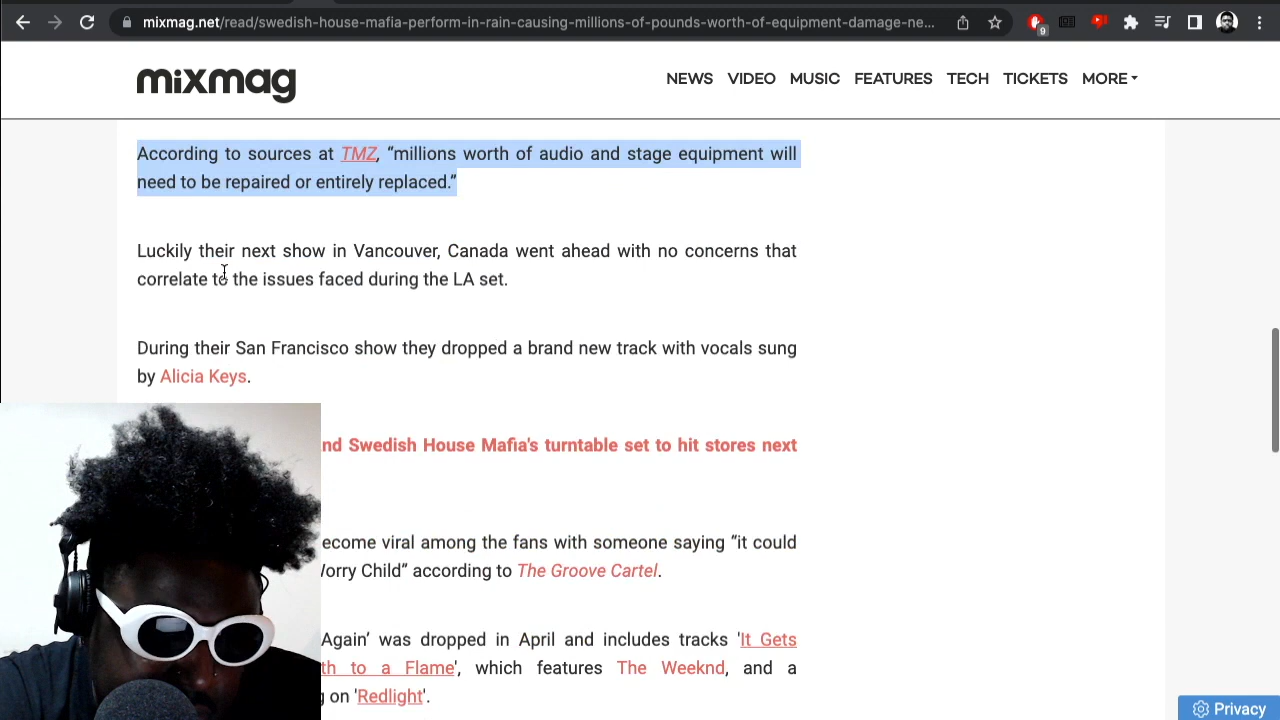 mixmag.net/read/swedish-house-mafia-perform-in-rain-causing-millions-of-pounds-worth-of-equipment-damage-ne...
9
mixmag
NEWS VIDEO MUSIC FEATURES TECH TICKETS MORE
According to sources at TMZ, “millions worth of audio and stage equipment will
need to be repaired or entirely replaced.”
Luckily their next show in Vancouver, Canada went ahead with no concerns that
correlate to the issues faced during the LA set.
During their San Francisco show they dropped a brand new track with vocals sung
by Alicia Keys.
nd Swedish House Mafia's turntable set to hit stores next
ecome viral among the fans with someone saying “it could
Worry Child” according to The Groove Cartel.
Again’ was dropped in April and includes tracks 'It Gets
th to a Flame', which features The Weeknd, and a
g on 'Redlight'.
Privacy